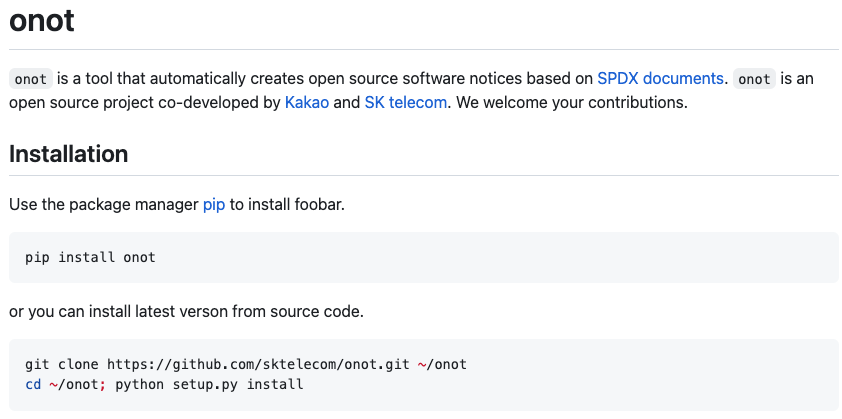 onot
onot is a tool that automatically creates open source software notices based on SPDX documents. onot is an
open source project co-developed by Kakao and SK telecom. We welcome your contributions.
Installation
Use the package manager pip to install foobar.
pip install onot
or you can install latest verson from source code.
git clone https://github.com/sktelecom/onot.git ~/onot
cd ~/onot; python setup.py install